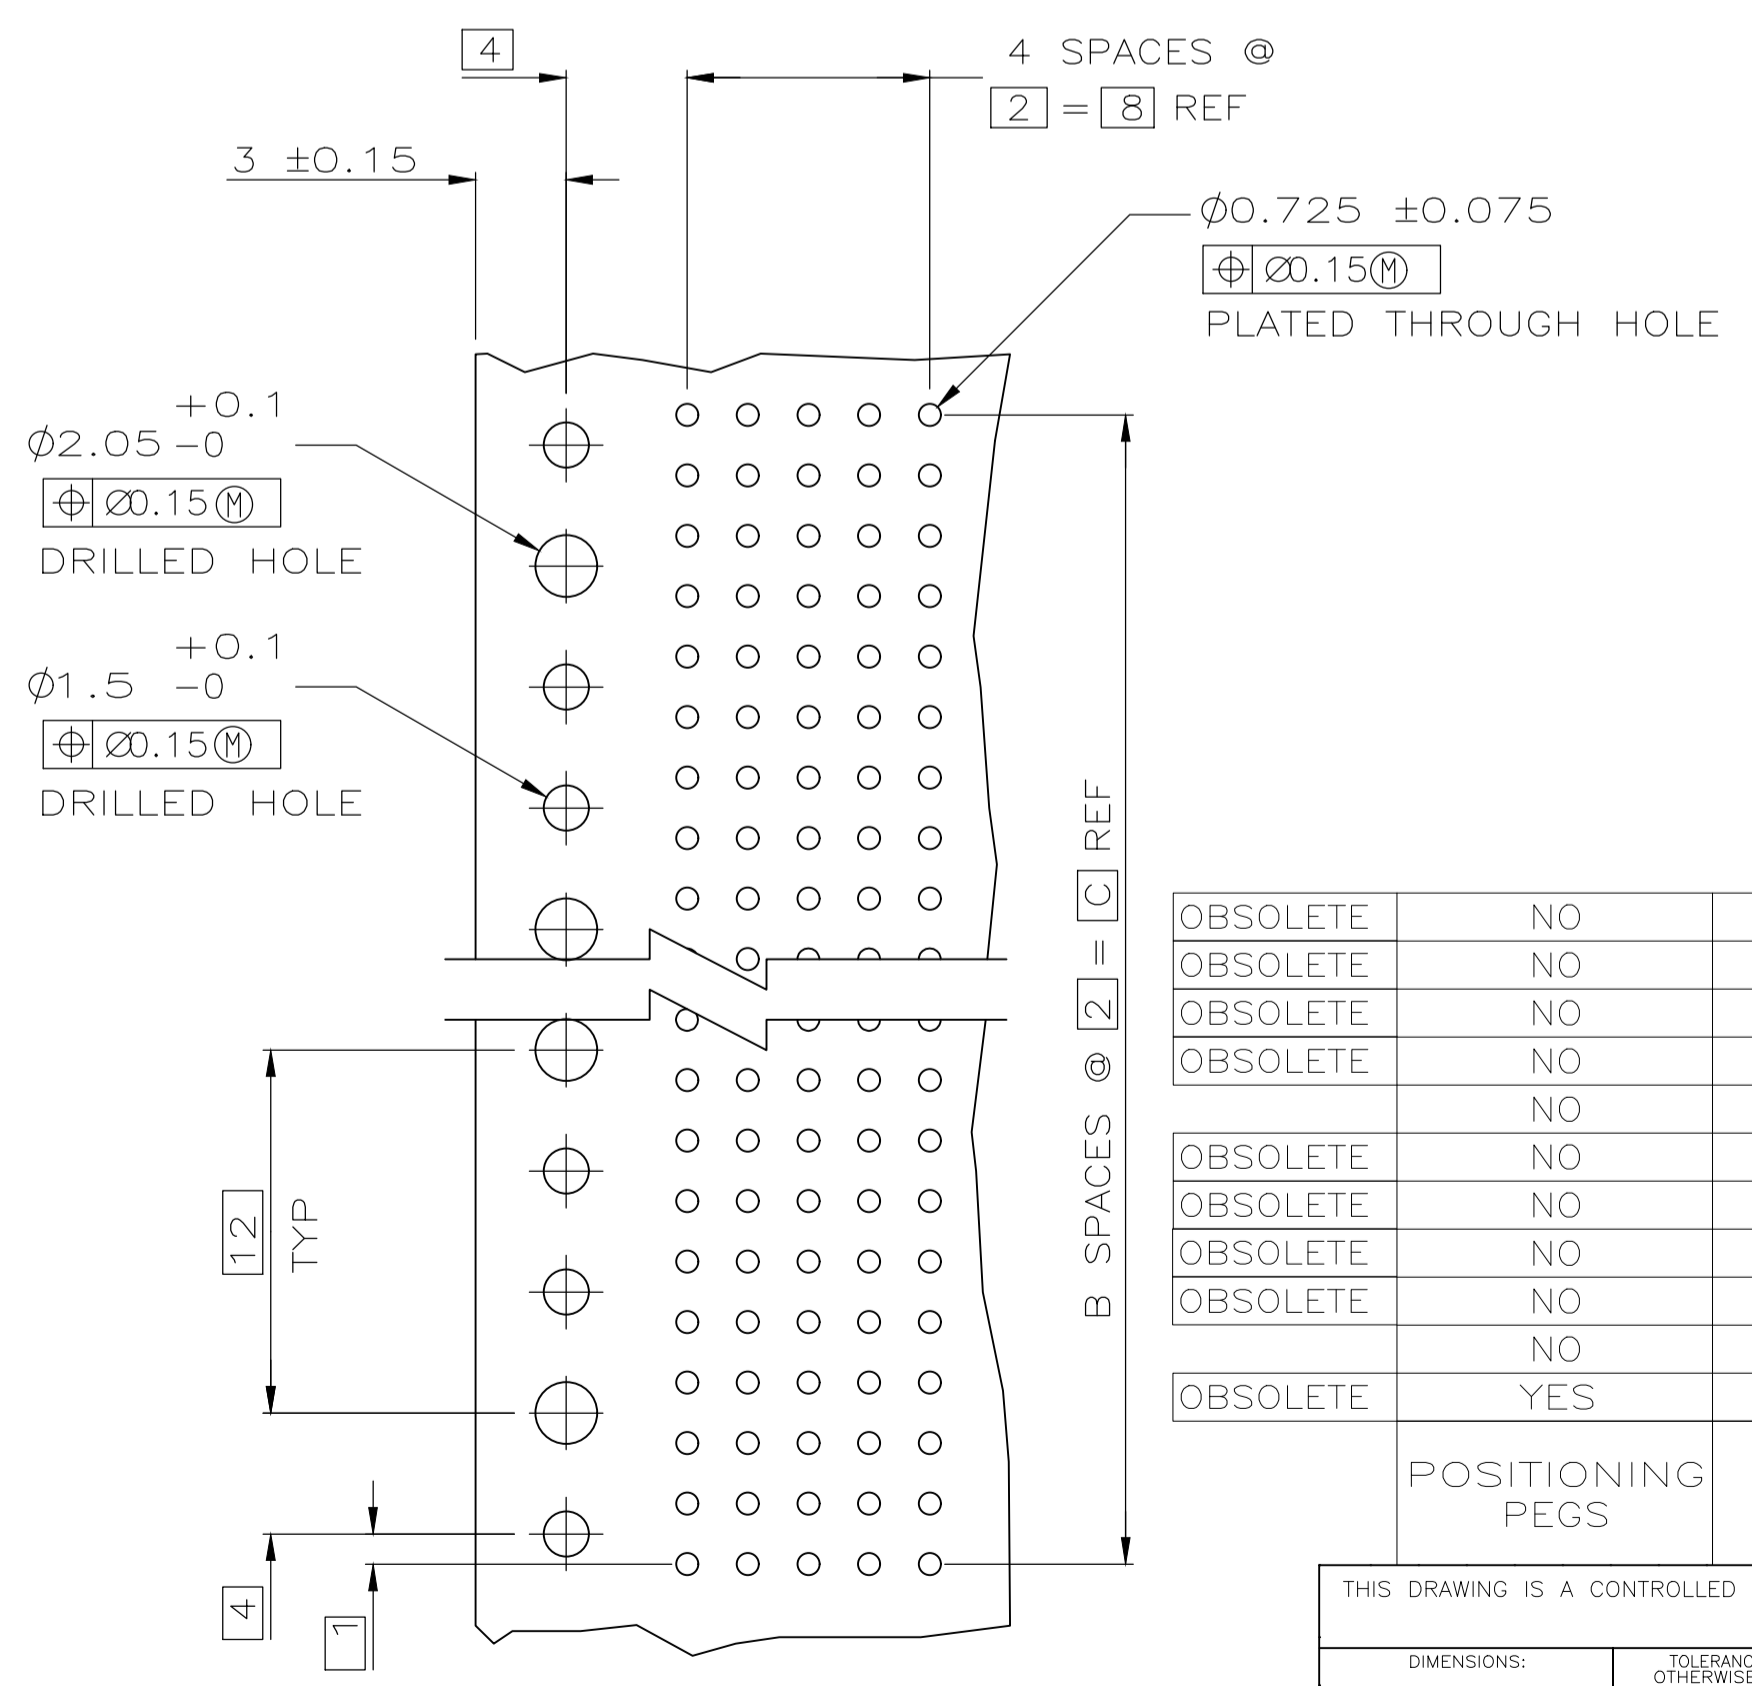 4
4 SPACES @
2 = 8 REF
3 ±0.15
Ø0.725 ±0.075
⌖ Ø0.15Ⓜ
PLATED THROUGH HOLE
+0.1
Ø2.05 -0
⌖ Ø0.15Ⓜ
DRILLED HOLE
+0.1
Ø1.5 -0
⌖ Ø0.15Ⓜ
DRILLED HOLE
B SPACES @ 2 = C REF
12
TYP
4
1
OBSOLETE NO
OBSOLETE NO
OBSOLETE NO
OBSOLETE NO
NO
OBSOLETE NO
OBSOLETE NO
OBSOLETE NO
OBSOLETE NO
NO
OBSOLETE YES
POSITIONING
PEGS
THIS DRAWING IS A CONTROLLED
DIMENSIONS:
TOLERANC
OTHERWISE